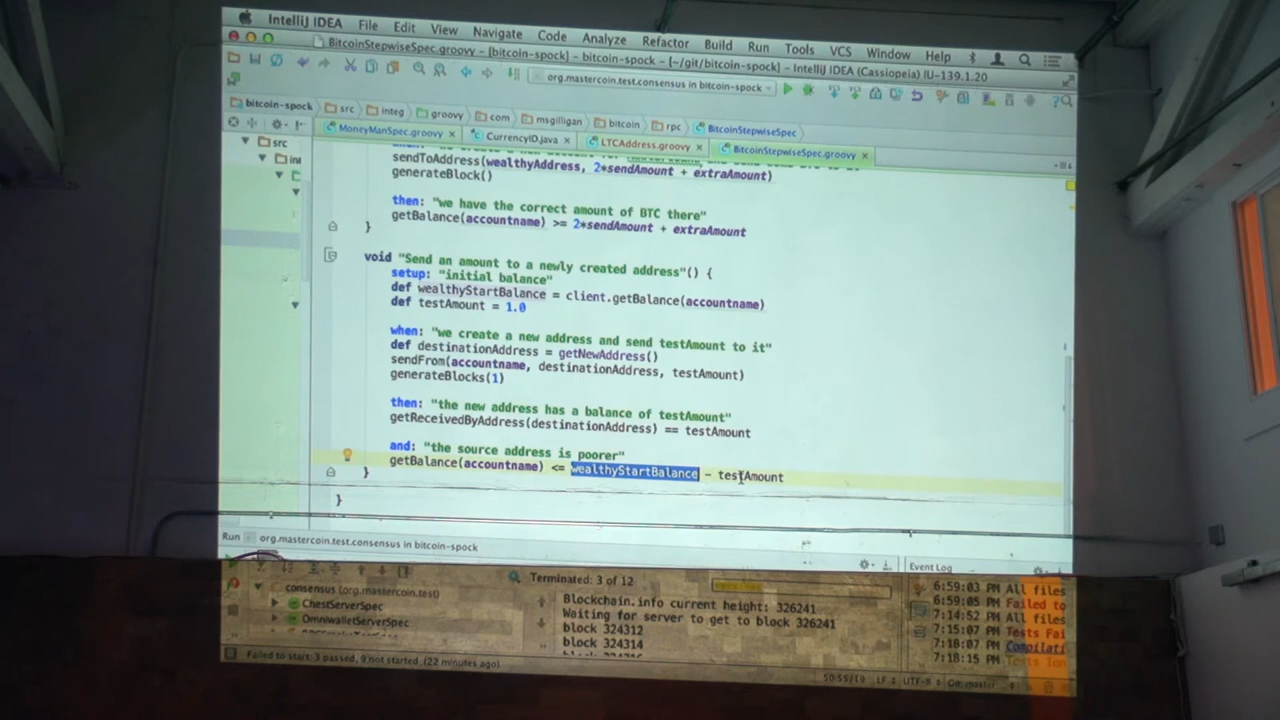 IntelliJ IDEA File Edit View Navigate Code Analyze Refactor Build Run Tools VCS Window Help
BitcoinStepwiseSpec.groovy - [bitcoin-spock] - bitcoin-spock - [~/git/bitcoin-spock] - IntelliJ IDEA (Cassiopeia) IU-139.1.20
org.mastercoin.test.consensus in bitcoin-spock
bitcoin-spock src integ groovy com msgilligan bitcoin rpc BitcoinStepwiseSpec
MoneyManSpec.groovy CurrencyID.java LTCAddress.groovy BitcoinStepwiseSpec.groovy
src
sendToAddress(wealthyAddress, 2*sendAmount + extraAmount)
generateBlock()
then: "we have the correct amount of BTC there"
getBalance(accountname) >= 2*sendAmount + extraAmount
}
void "Send an amount to a newly created address"() {
setup: "initial balance"
def wealthyStartBalance = client.getBalance(accountname)
def testAmount = 1.0
when: "we create a new address and send testAmount to it"
def destinationAddress = getNewAddress()
sendFrom(accountname, destinationAddress, testAmount)
generateBlocks(1)
then: "the new address has a balance of testAmount"
getReceivedByAddress(destinationAddress) == testAmount
and: "the source address is poorer"
getBalance(accountname) <= wealthyStartBalance - testAmount
}
}
Run org.mastercoin.test.consensus in bitcoin-spock
Event Log
Terminated: 3 of 12
consensus (org.mastercoin.test)
ChestServerSpec
OmniwalletServerSpec
Blockchain.info current height: 326241
Waiting for server to get to block 326241
block 324312
block 324314
6:59:03 PM All files
6:59:05 PM Failed to
7:14:52 PM All files
7:15:07 PM Tests Fai
7:18:07 PM Compilati
7:18:15 PM Tests
Failed to start: 3 passed, 9 not started (22 minutes ago)
50:55/19 LF UTF-8 Git: master